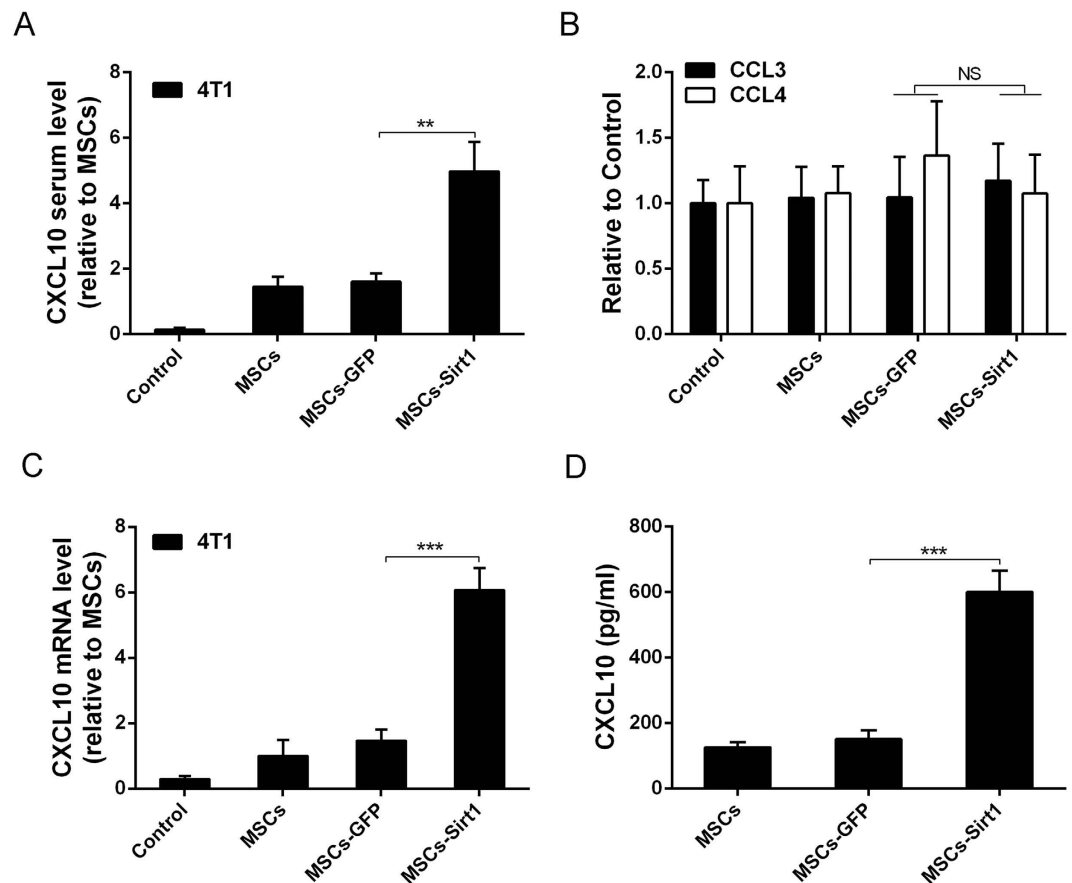 A
CXCL10 serum level
(relative to MSCs)
8
6
4
2
0
4T1
**
Control
MSCs
MSCs-GFP
MSCs-Sirt1
B
Relative to Control
2.0
1.5
1.0
0.5
0.0
CCL3
CCL4
NS
Control
MSCs
MSCs-GFP
MSCs-Sirt1
C
CXCL10 mRNA level
(relative to MSCs)
8
6
4
2
0
4T1
***
Control
MSCs
MSCs-GFP
MSCs-Sirt1
D
CXCL10 (pg/ml)
800
600
400
200
0
***
MSCs
MSCs-GFP
MSCs-Sirt1